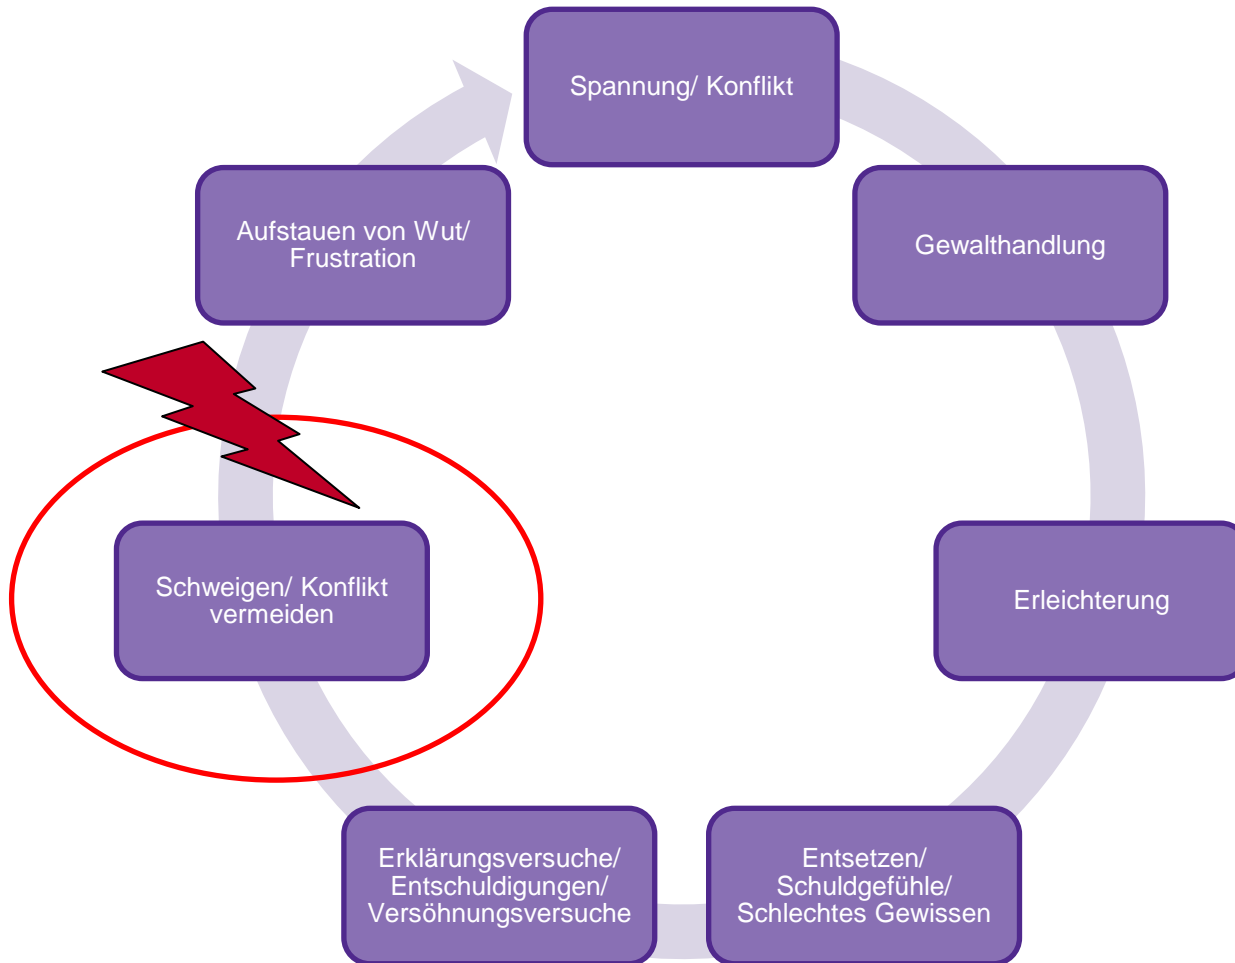 Spannung/ Konflikt
Gewalthandlung
Erleichterung
Entsetzen/
Schuldgefühle/
Schlechtes Gewissen
Erklärungsversuche/
Entschuldigungen/
Versöhnungsversuche
Schweigen/ Konflikt
vermeiden
Aufstauen von Wut/
Frustration